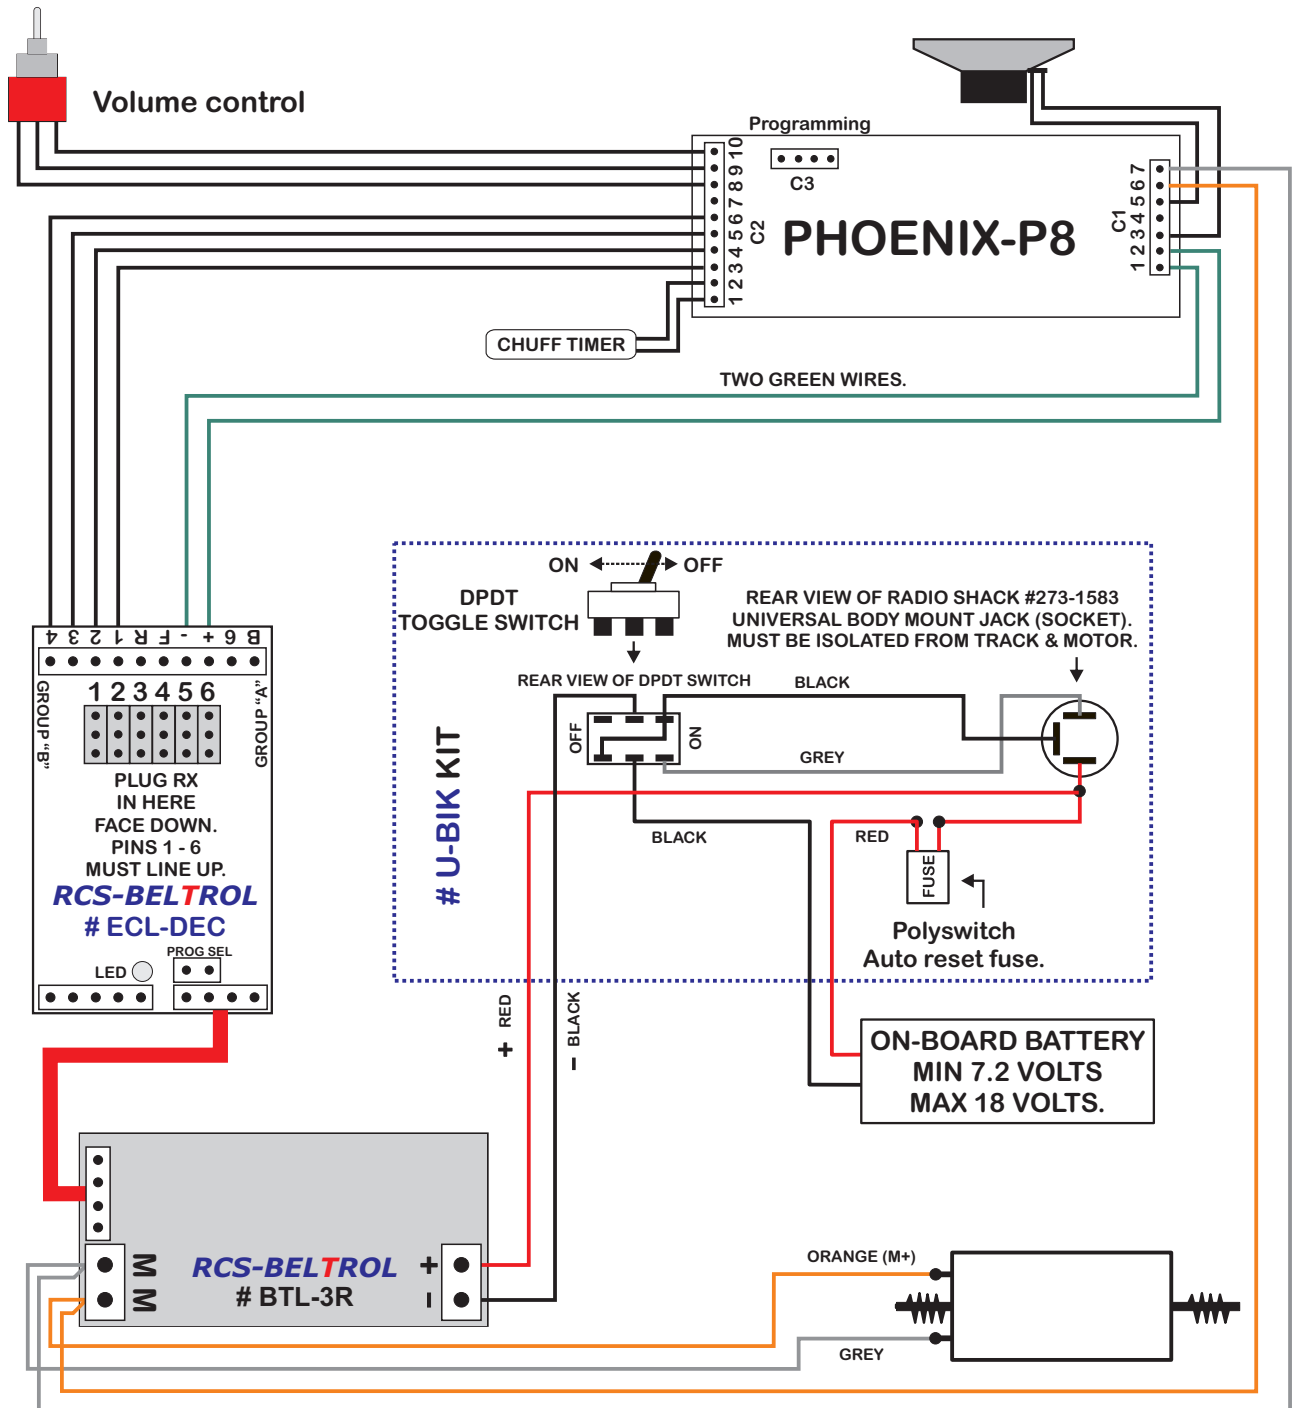 Volume control
Programming
C3
10
9
8
7
6
5
4
3
2
1
C2
PHOENIX-P8
C1
7
6
5
4
3
2
1
CHUFF TIMER
TWO GREEN WIRES.
ON
OFF
DPDT
TOGGLE SWITCH
REAR VIEW OF RADIO SHACK #273-1583
UNIVERSAL BODY MOUNT JACK (SOCKET).
MUST BE ISOLATED FROM TRACK & MOTOR.
REAR VIEW OF DPDT SWITCH
BLACK
OFF
ON
GREY
BLACK
RED
FUSE
Polyswitch
Auto reset fuse.
# U-BIK KIT
4 3 2 1 R F - + 6 B
GROUP "B"
GROUP "A"
1 2 3 4 5 6
PLUG RX
IN HERE
FACE DOWN.
PINS 1 - 6
MUST LINE UP.
RCS-BELTROL
# ECL-DEC
PROG SEL
LED
+ RED
- BLACK
ON-BOARD BATTERY
MIN 7.2 VOLTS
MAX 18 VOLTS.
M
M
RCS-BELTROL
# BTL-3R
+
-
ORANGE (M+)
GREY